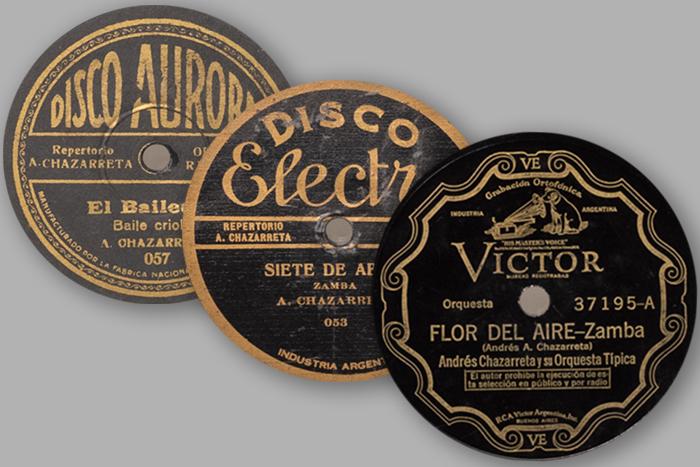 DISCO AURORA
Repertorio
A. CHAZARRETA
El Bailec
Baile criol
A. CHAZARR
057
MANUFACTURADO POR LA FABRICA NACIONAL
DISCO
Electr
REPERTORIO
A. CHAZARRETA
SIETE DE AB
ZAMBA
A. CHAZARRE
053
INDUSTRIA ARGENT
VE
Grabación Ortofónica
INDUSTRIA
ARGENTINA
"HIS MASTER'S VOICE"
VICTOR
MARCAS REGISTRADAS
Orquesta
37195-A
FLOR DEL AIRE-Zamba
(Andrés A. Chazarreta)
Andrés Chazarreta y su Orquesta Típica
El autor prohibe la ejecución de es-
ta selección en público y por radio
RCA Victor Argentina, Inc.
BUENOS AIRES
VE